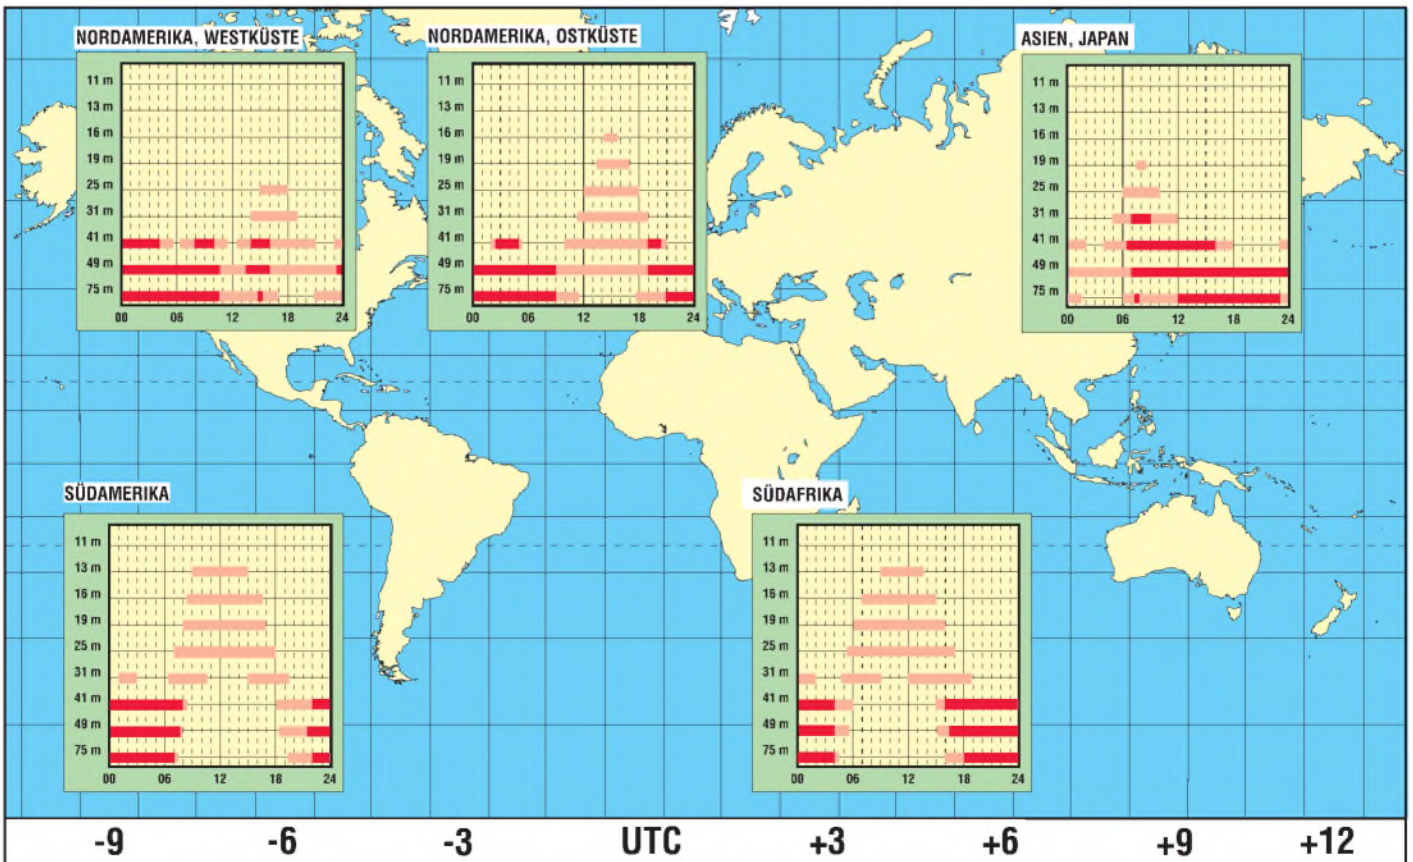 NORDAMERIKA, WESTKÜSTE
11 m
13 m
16 m
19 m
25 m
31 m
41 m
49 m
75 m
00 06 12 18 24
NORDAMERIKA, OSTKÜSTE
11 m
13 m
16 m
19 m
25 m
31 m
41 m
49 m
75 m
00 06 12 18 24
ASIEN, JAPAN
11 m
13 m
16 m
19 m
25 m
31 m
41 m
49 m
75 m
00 06 12 18 24
SÜDAMERIKA
11 m
13 m
16 m
19 m
25 m
31 m
41 m
49 m
75 m
00 06 12 18 24
SÜDAFRIKA
11 m
13 m
16 m
19 m
25 m
31 m
41 m
49 m
75 m
00 06 12 18 24
-9 -6 -3 UTC +3 +6 +9 +12